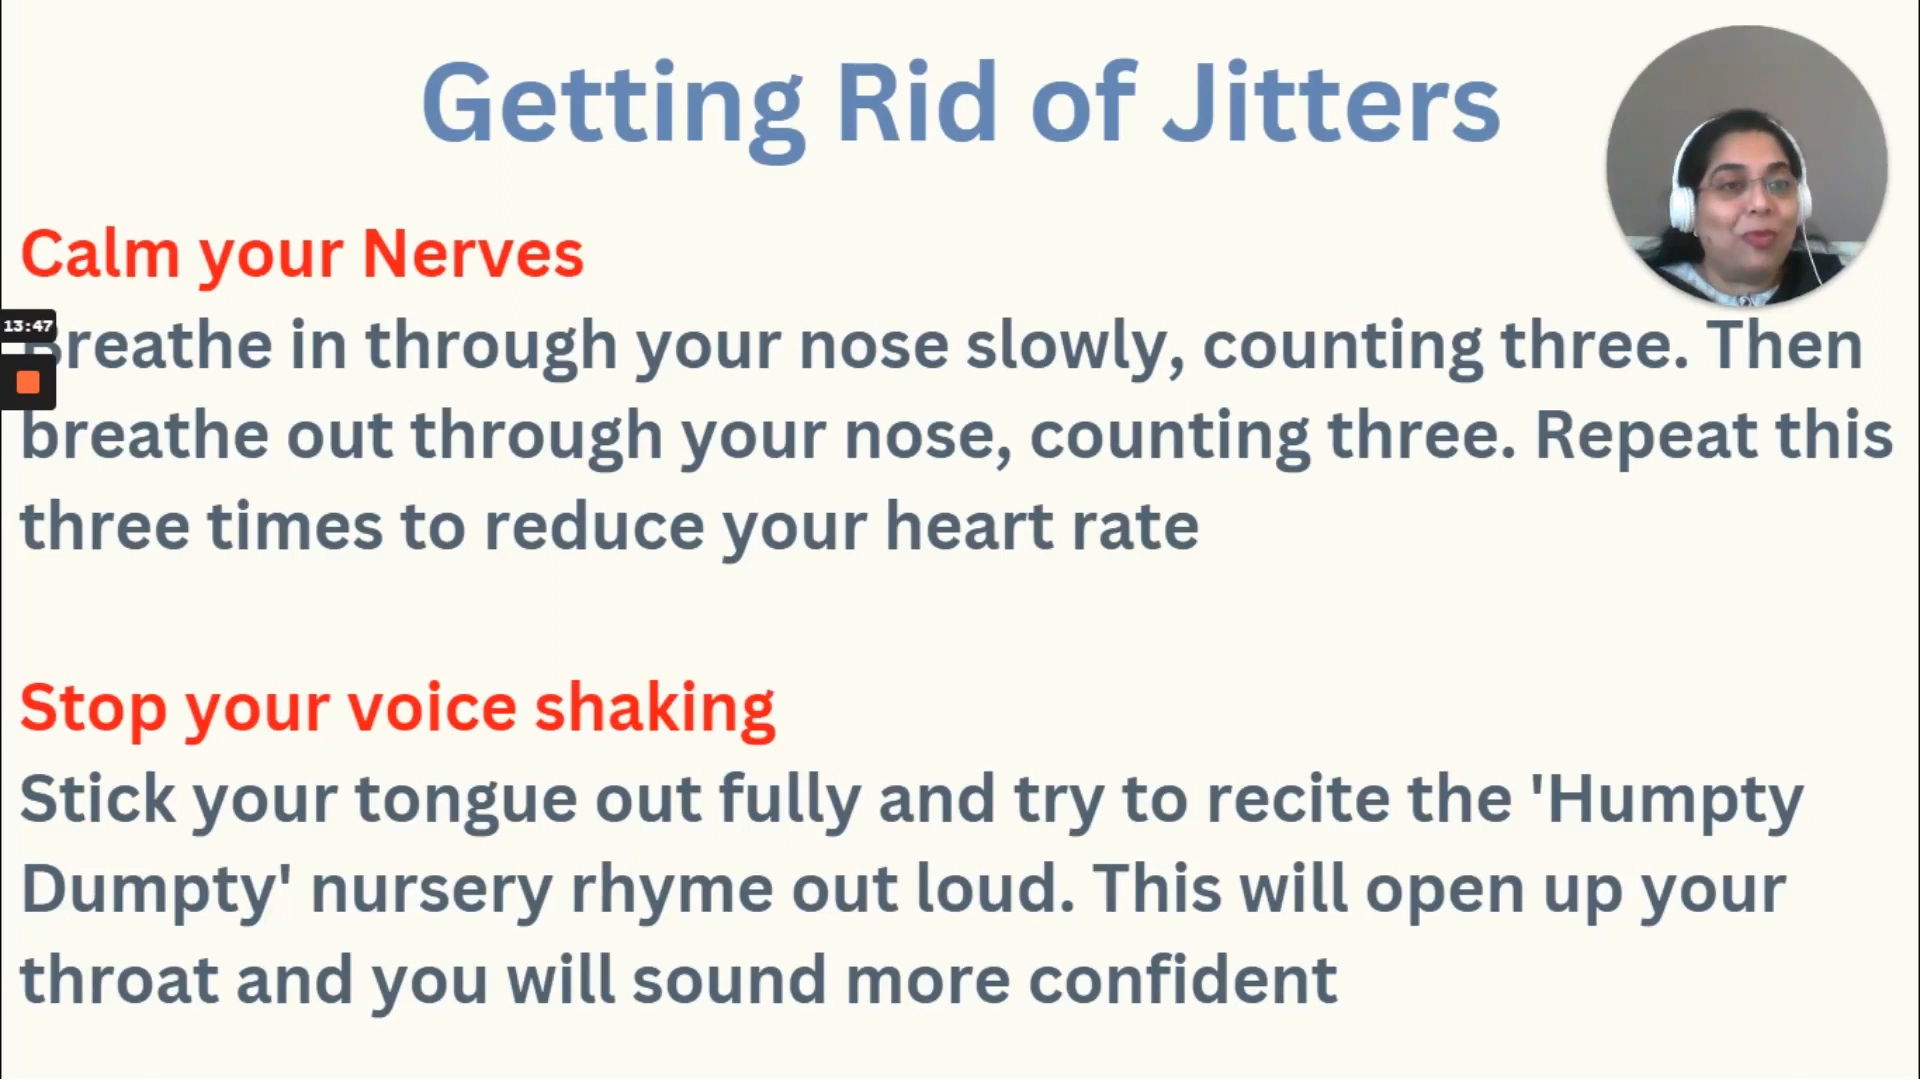 Getting Rid of Jitters
Calm your Nerves
13:47
Breathe in through your nose slowly, counting three. Then
breathe out through your nose, counting three. Repeat this
three times to reduce your heart rate
Stop your voice shaking
Stick your tongue out fully and try to recite the 'Humpty
Dumpty' nursery rhyme out loud. This will open up your
throat and you will sound more confident